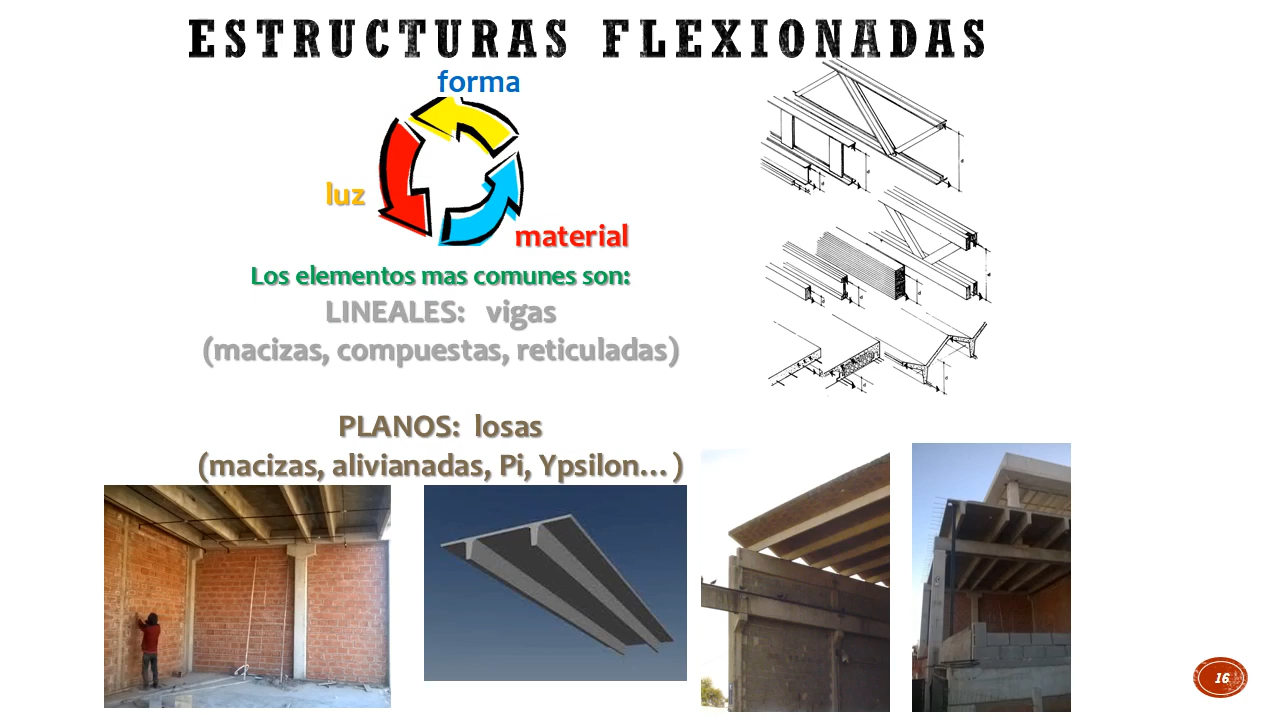 ESTRUCTURAS FLEXIONADAS
forma
luz
material
Los elementos mas comunes son:
LINEALES: vigas
(macizas, compuestas, reticuladas)
PLANOS: losas
(macizas, alivianadas, Pi, Ypsilon...)
16